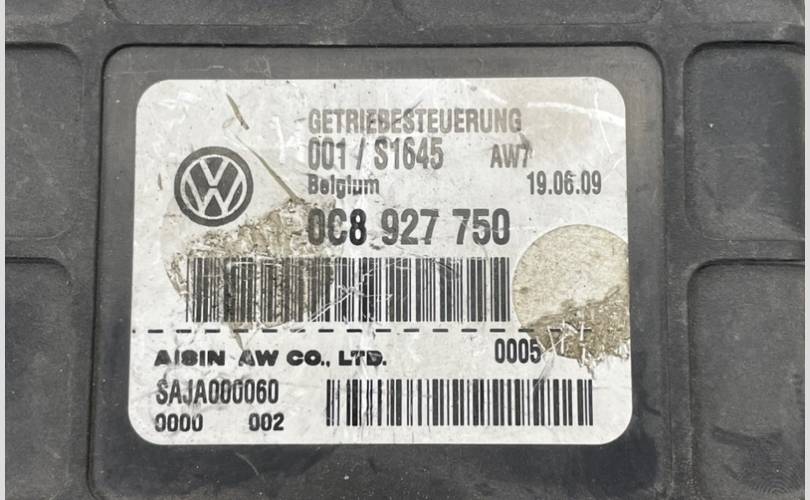 GETRIEBESTEUERUNG
001 / S1645 AW7
Belgium 19.06.09
0C8 927 750
AISIN AW CO., LTD. 0005
SAJA000060
0000 002